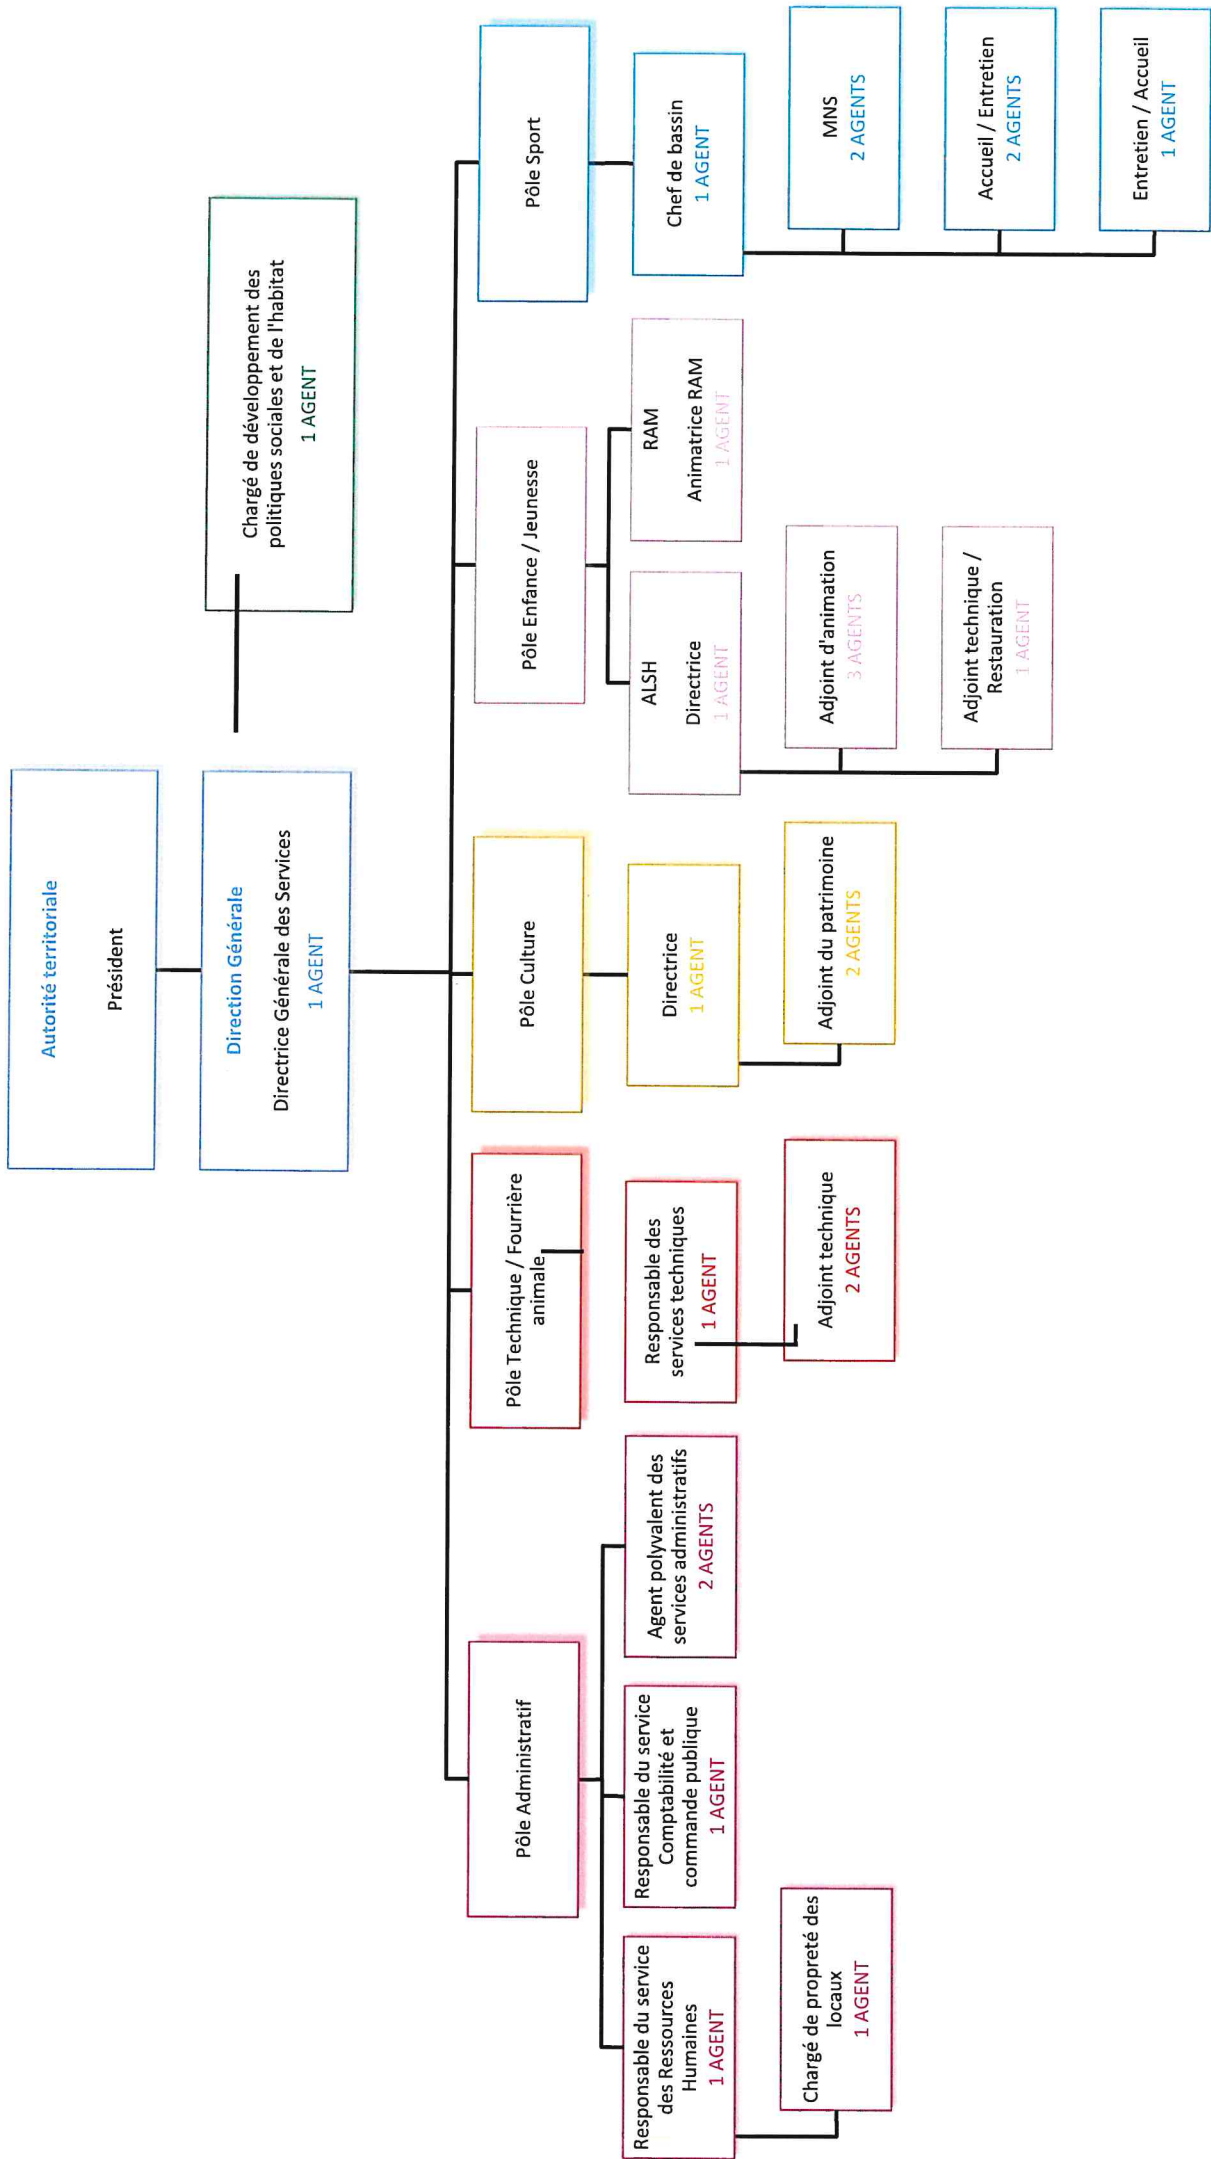 Autorité territoriale
Président
Direction Générale
Directrice Générale des Services
1 AGENT
Chargé de développement des
politiques sociales et de l'habitat
1 AGENT
Pôle Administratif
Responsable du service
des Ressources
Humaines
1 AGENT
Chargé de propreté des
locaux
1 AGENT
Responsable du service
Comptabilité et
commande publique
1 AGENT
Agent polyvalent des
services administratifs
2 AGENTS
Pôle Technique / Fourrière
animale
Responsable des
services techniques
1 AGENT
Adjoint technique
2 AGENTS
Pôle Culture
Directrice
1 AGENT
Adjoint du patrimoine
2 AGENTS
Pôle Enfance / Jeunesse
ALSH
Directrice
1 AGENT
Adjoint d'animation
3 AGENTS
Adjoint technique /
Restauration
1 AGENT
RAM
Animatrice RAM
1 AGENT
Pôle Sport
Chef de bassin
1 AGENT
MNS
2 AGENTS
Accueil / Entretien
2 AGENTS
Entretien / Accueil
1 AGENT